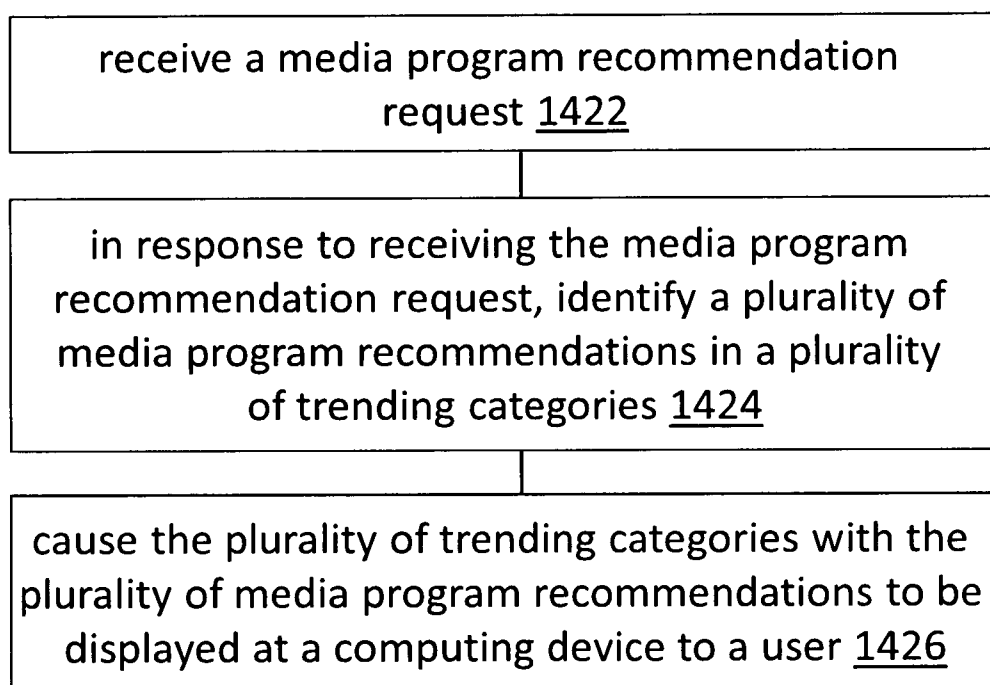 receive a media program recommendation
request 1422
in response to receiving the media program
recommendation request, identify a plurality of
media program recommendations in a plurality
of trending categories 1424
cause the plurality of trending categories with the
plurality of media program recommendations to be
displayed at a computing device to a user 1426